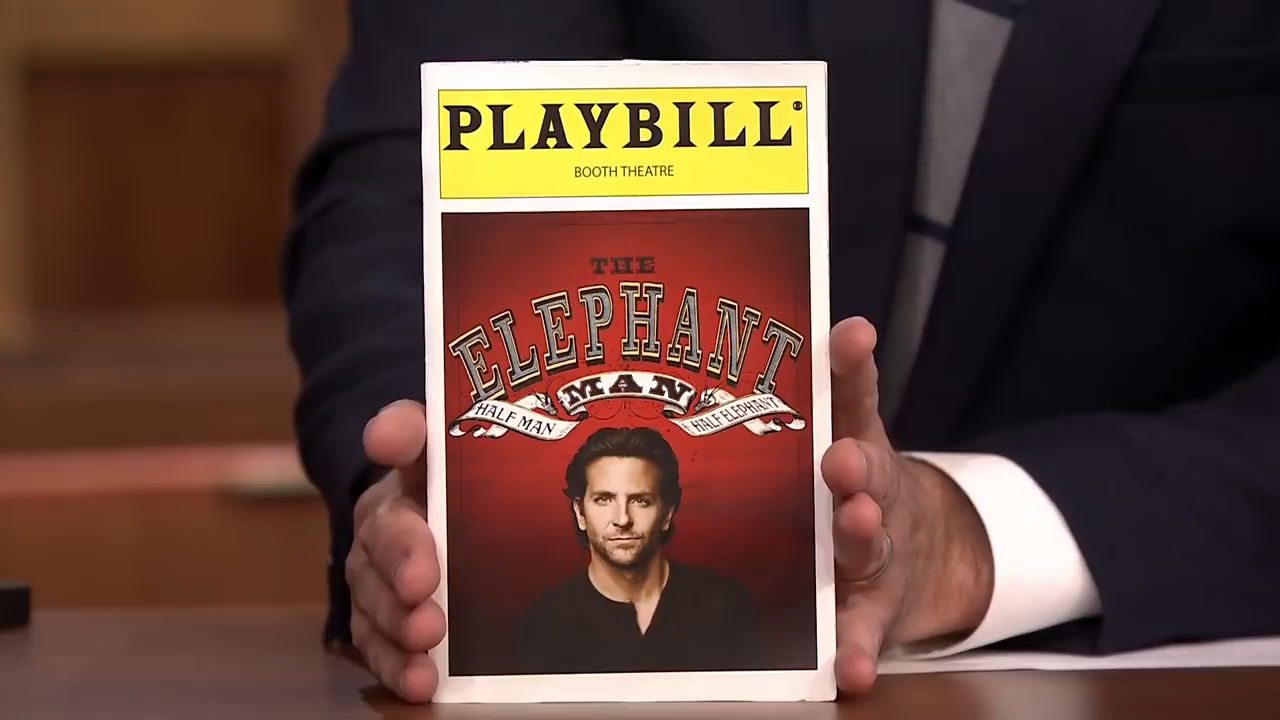 PLAYBILL
BOOTH THEATRE
THE
ELEPHANT
MAN
HALF MAN
HALF ELEPHANT